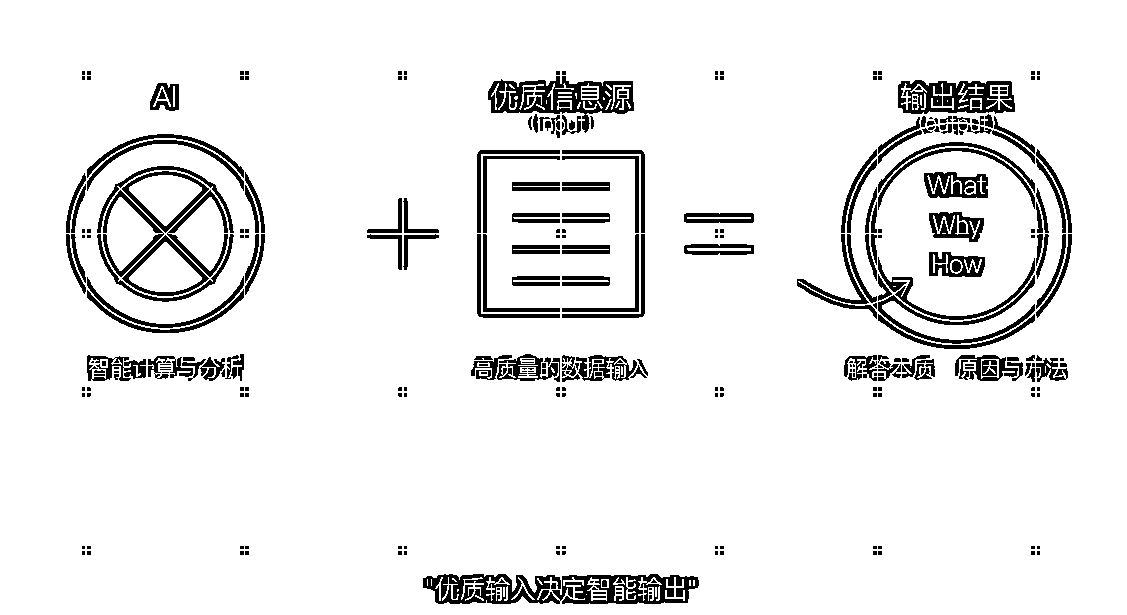 AI
优质信息源
(input)
输出结果
(output)
What
Why
How
智能计算与分析
高质量的数据输入
解答本质 原因与方法
"优质输入决定智能输出"